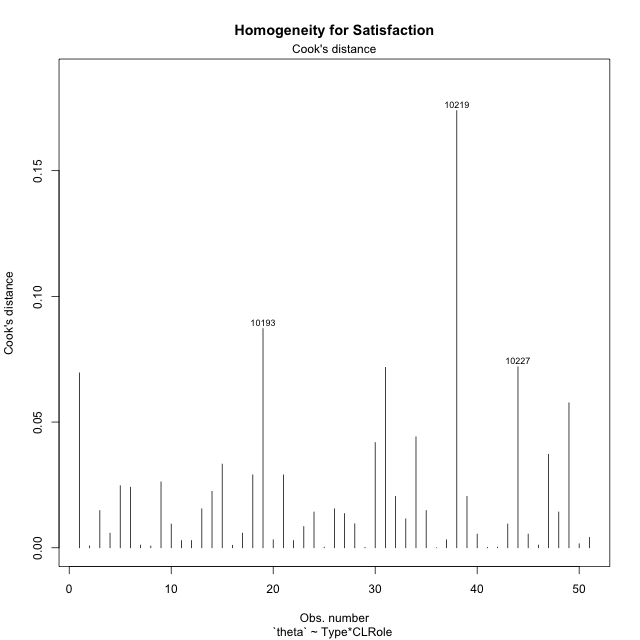 Homogeneity for Satisfaction
Cook's distance
10219
0.15
0.10
10193
10227
0.05
0.00
Cook's distance
0 10 20 30 40 50
Obs. number
`theta` ~ Type*CLRole